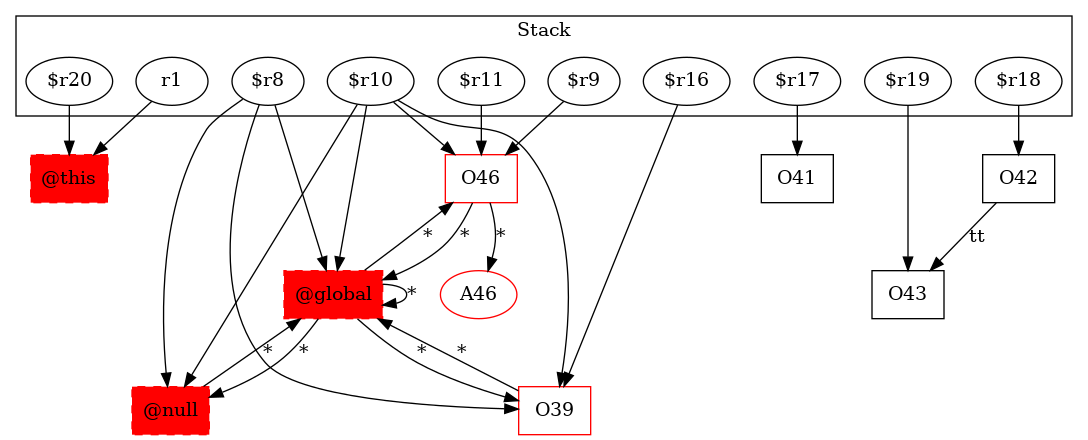 Stack
$r20 r1 $r8 $r10 $r11 $r9 $r16 $r17 $r19 $r18
@this O46 O41 O42
* * * tt
@global * A46 O43
* * * *
@null O39